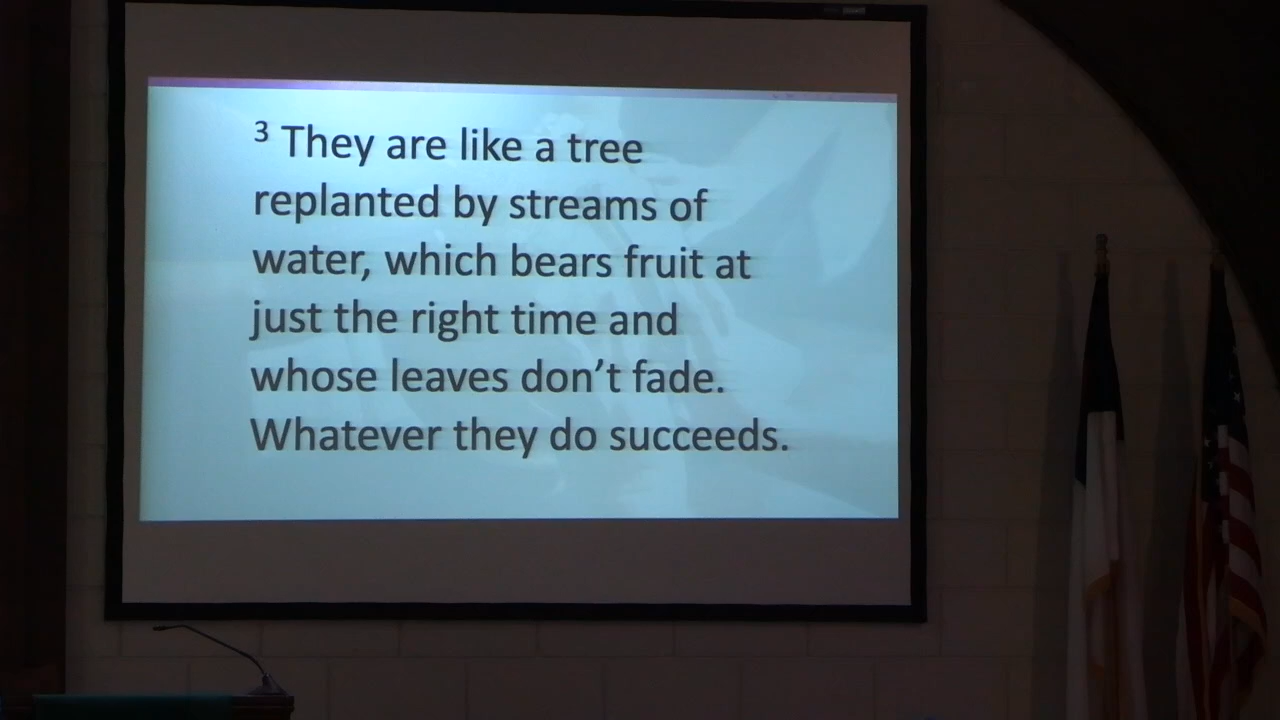 3 They are like a tree
replanted by streams of
water, which bears fruit at
just the right time and
whose leaves don’t fade.
Whatever they do succeeds.